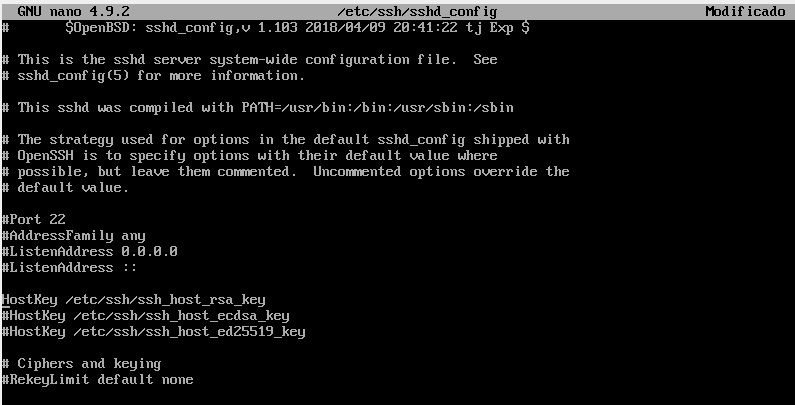 GNU nano 4.9.2 /etc/ssh/sshd_config Modificado
# $OpenBSD: sshd_config,v 1.103 2018/04/09 20:41:22 tj Exp $
# This is the sshd server system-wide configuration file. See
# sshd_config(5) for more information.
# This sshd was compiled with PATH=/usr/bin:/bin:/usr/sbin:/sbin
# The strategy used for options in the default sshd_config shipped with
# OpenSSH is to specify options with their default value where
# possible, but leave them commented. Uncommented options override the
# default value.
#Port 22
#AddressFamily any
#ListenAddress 0.0.0.0
#ListenAddress ::
HostKey /etc/ssh/ssh_host_rsa_key
#HostKey /etc/ssh/ssh_host_ecdsa_key
#HostKey /etc/ssh/ssh_host_ed25519_key
# Ciphers and keying
#RekeyLimit default none